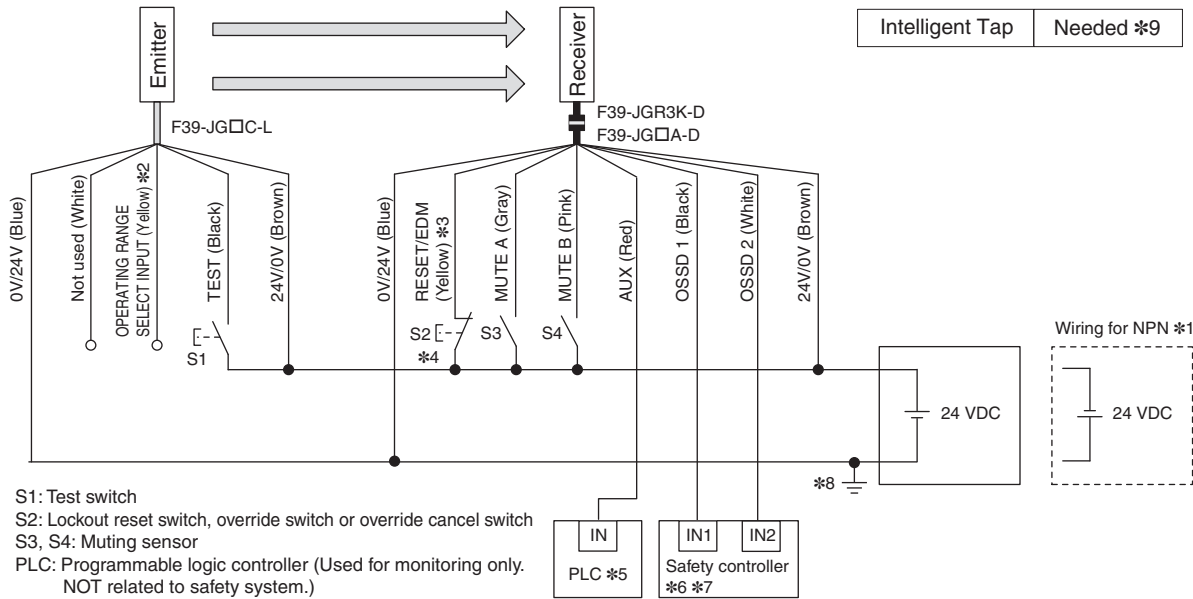 Emitter
Receiver
Intelligent Tap
Needed ✻9
F39-JG□C-L
F39-JGR3K-D
F39-JG□A-D
0V/24V (Blue)
Not used (White)
OPERATING RANGE
SELECT INPUT (Yellow) ✻2
TEST (Black)
24V/0V (Brown)
0V/24V (Blue)
RESET/EDM
(Yellow) ✻3
MUTE A (Gray)
MUTE B (Pink)
AUX (Red)
OSSD 1 (Black)
OSSD 2 (White)
24V/0V (Brown)
S1
S2
✻4
S3
S4
Wiring for NPN ✻1
24 VDC
24 VDC
✻8
S1: Test switch
S2: Lockout reset switch, override switch or override cancel switch
S3, S4: Muting sensor
PLC: Programmable logic controller (Used for monitoring only.
NOT related to safety system.)
IN
PLC ✻5
IN1
IN2
Safety controller
✻6 ✻7